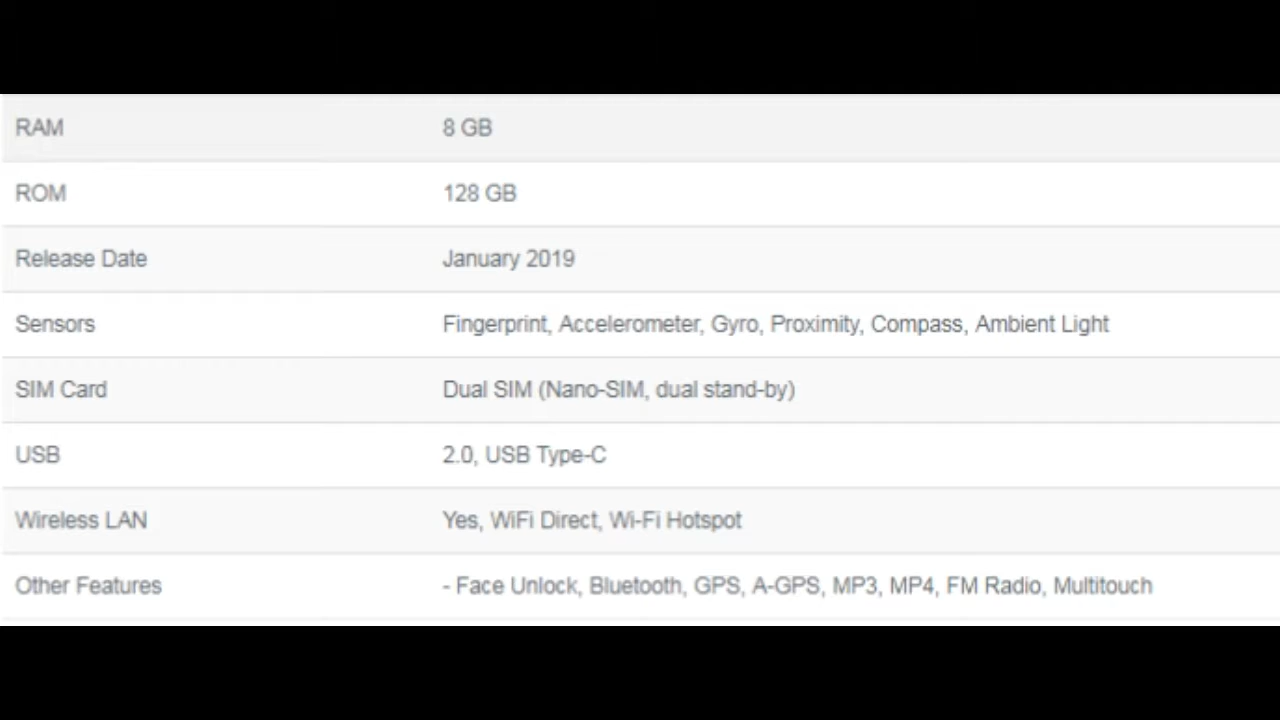 RAM 8 GB
ROM 128 GB
Release Date January 2019
Sensors Fingerprint, Accelerometer, Gyro, Proximity, Compass, Ambient Light
SIM Card Dual SIM (Nano-SIM, dual stand-by)
USB 2.0, USB Type-C
Wireless LAN Yes, WiFi Direct, Wi-Fi Hotspot
Other Features - Face Unlock, Bluetooth, GPS, A-GPS, MP3, MP4, FM Radio, Multitouch